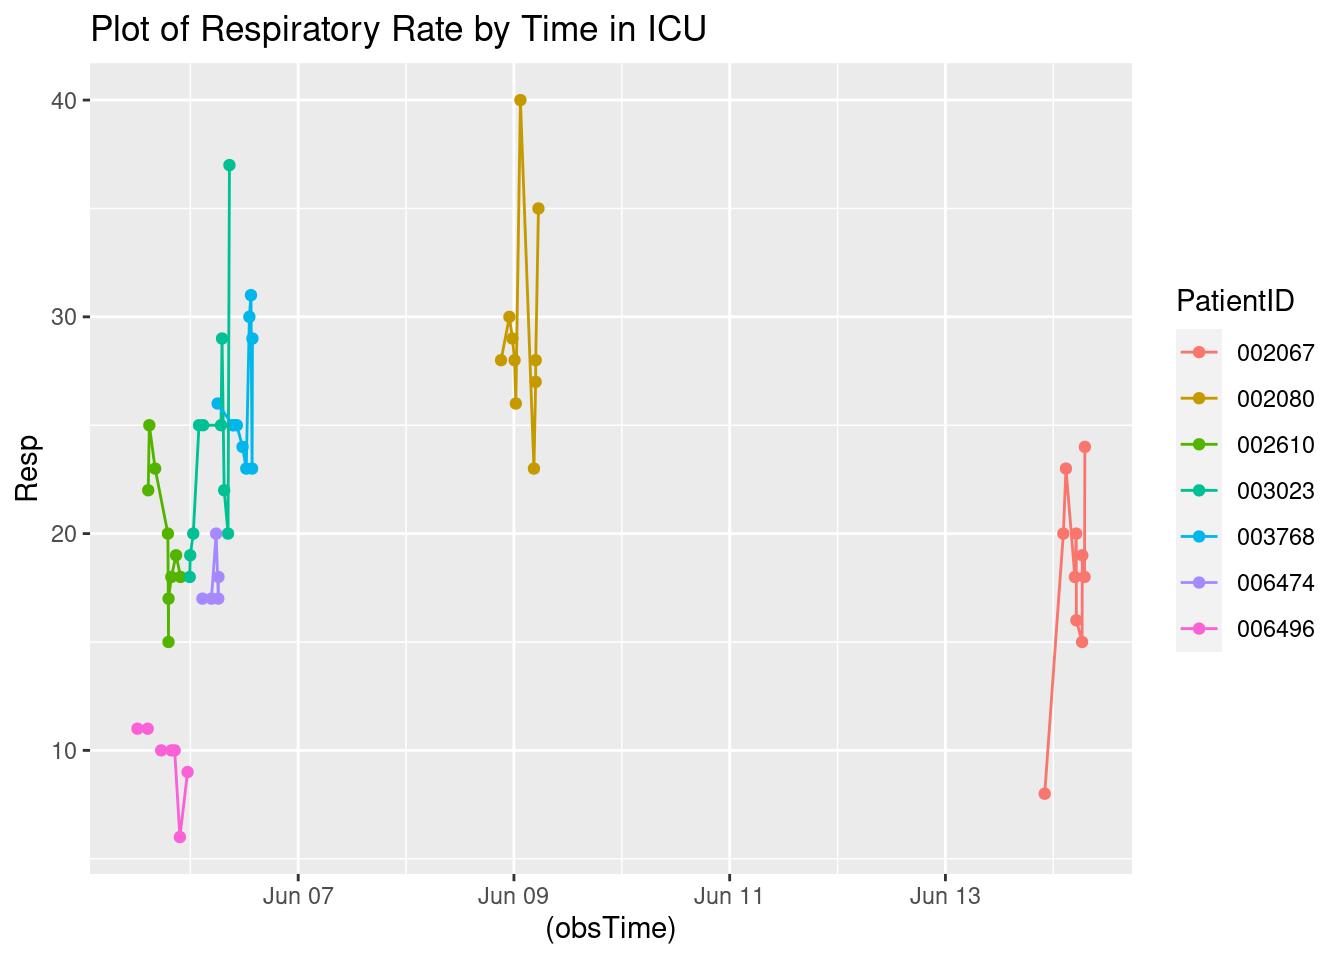 Plot of Respiratory Rate by Time in ICU
40
30
20
10
Resp
Jun 07
Jun 09
Jun 11
Jun 13
(obsTime)
PatientID
002067
002080
002610
003023
003768
006474
006496